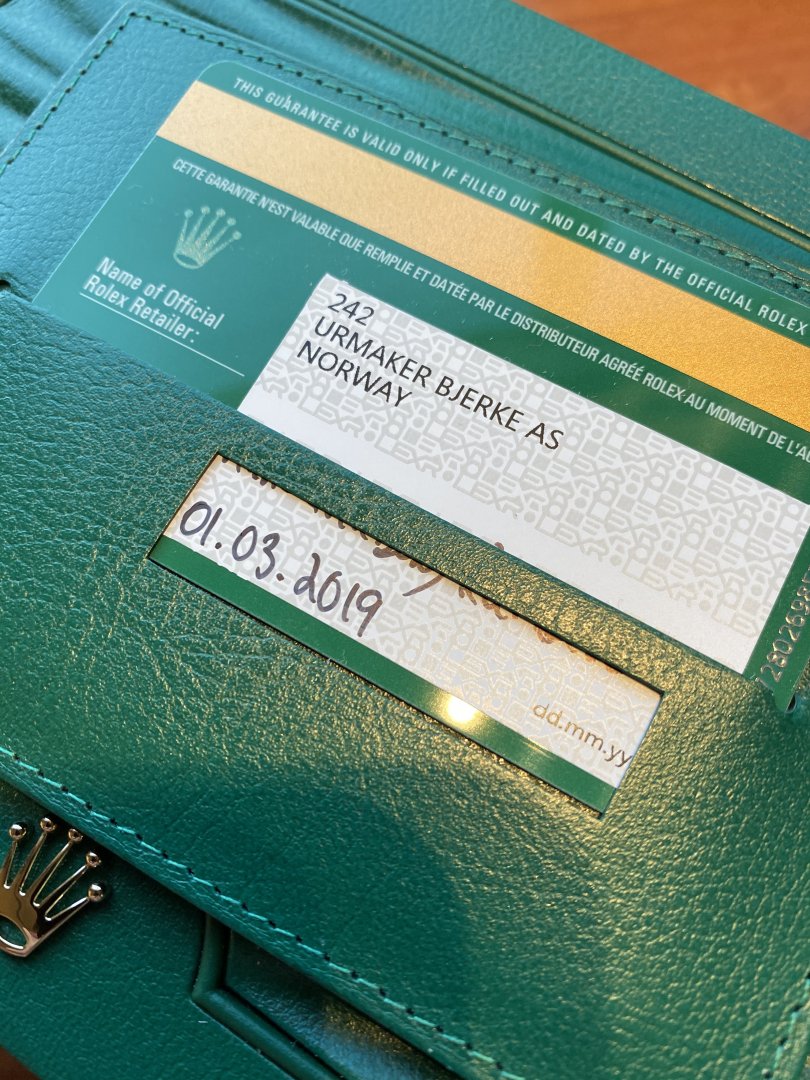 THIS GUARANTEE IS VALID ONLY IF FILLED OUT AND DATED BY THE OFFICIAL ROLEX
CETTE GARANTIE N'EST VALABLE QUE REMPLIE ET DATÉE PAR LE DISTRIBUTEUR AGRÉÉ ROLEX AU MOMENT DE
Name of Official
Rolex Retailer:
242
URMAKER BJERKE AS
NORWAY
01.03.2019
dd.mm.yy